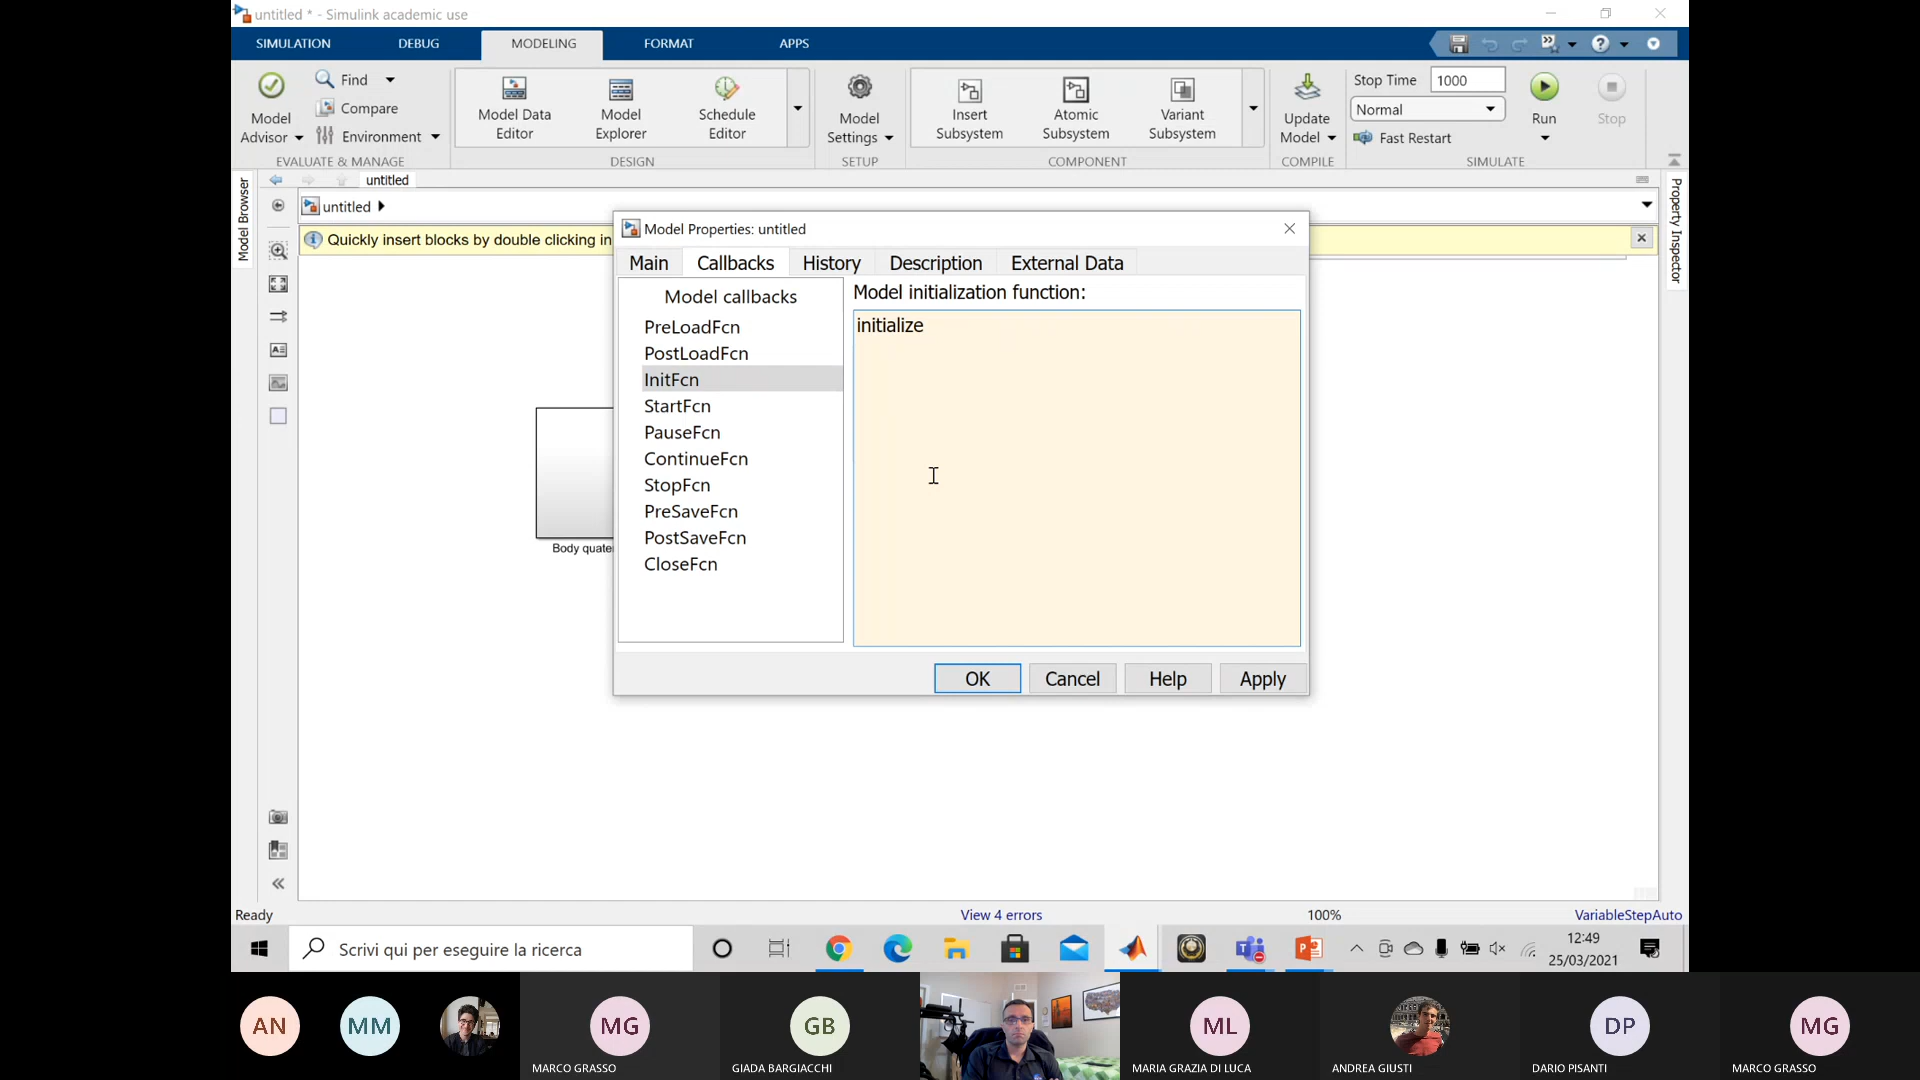 untitled * - Simulink academic use
SIMULATION
DEBUG
MODELING
FORMAT
APPS
Model
Advisor
Find
Compare
Environment
EVALUATE & MANAGE
Model Data
Editor
Model
Explorer
Schedule
Editor
DESIGN
Model
Settings
SETUP
Insert
Subsystem
Atomic
Subsystem
Variant
Subsystem
COMPONENT
Update
Model
COMPILE
Stop Time 1000
Normal
Fast Restart
Run
Stop
SIMULATE
Model Browser
untitled
untitled
Property Inspector
Quickly insert blocks by double clicking in
Model Properties: untitled
Main
Callbacks
History
Description
External Data
Model callbacks
PreLoadFcn
PostLoadFcn
InitFcn
StartFcn
PauseFcn
ContinueFcn
StopFcn
PreSaveFcn
PostSaveFcn
CloseFcn
Model initialization function:
initialize
OK
Cancel
Help
Apply
Body quate
Ready
View 4 errors
100%
VariableStepAuto
Scrivi qui per eseguire la ricerca
12:49
25/03/2021
AN
MM
MG
MARCO GRASSO
GB
GIADA BARGIACCHI
ML
MARIA GRAZIA DI LUCA
ANDREA GIUSTI
DP
DARIO PISANTI
MG
MARCO GRASSO